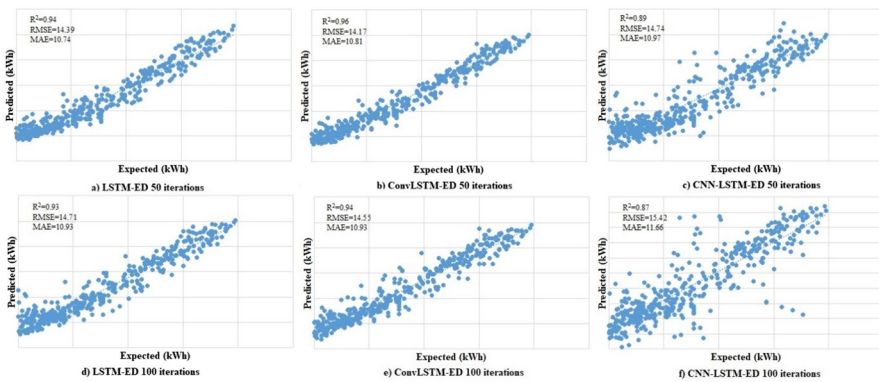 R²=0.94
RMSE=14.39
MAE=10.74
Predicted (kWh)
Expected (kWh)
a) LSTM-ED 50 iterations
R²=0.96
RMSE=14.17
MAE=10.81
Predicted (kWh)
Expected (kWh)
b) ConvLSTM-ED 50 iterations
R²=0.89
RMSE=14.74
MAE=10.97
Predicted (kWh)
Expected (kWh)
c) CNN-LSTM-ED 50 iterations
R²=0.93
RMSE=14.71
MAE=10.93
Predicted (kWh)
Expected (kWh)
d) LSTM-ED 100 iterations
R²=0.94
RMSE=14.55
MAE=10.93
Predicted (kWh)
Expected (kWh)
e) ConvLSTM-ED 100 iterations
R²=0.87
RMSE=15.42
MAE=11.66
Predicted (kWh)
Expected (kWh)
f) CNN-LSTM-ED 100 iterations